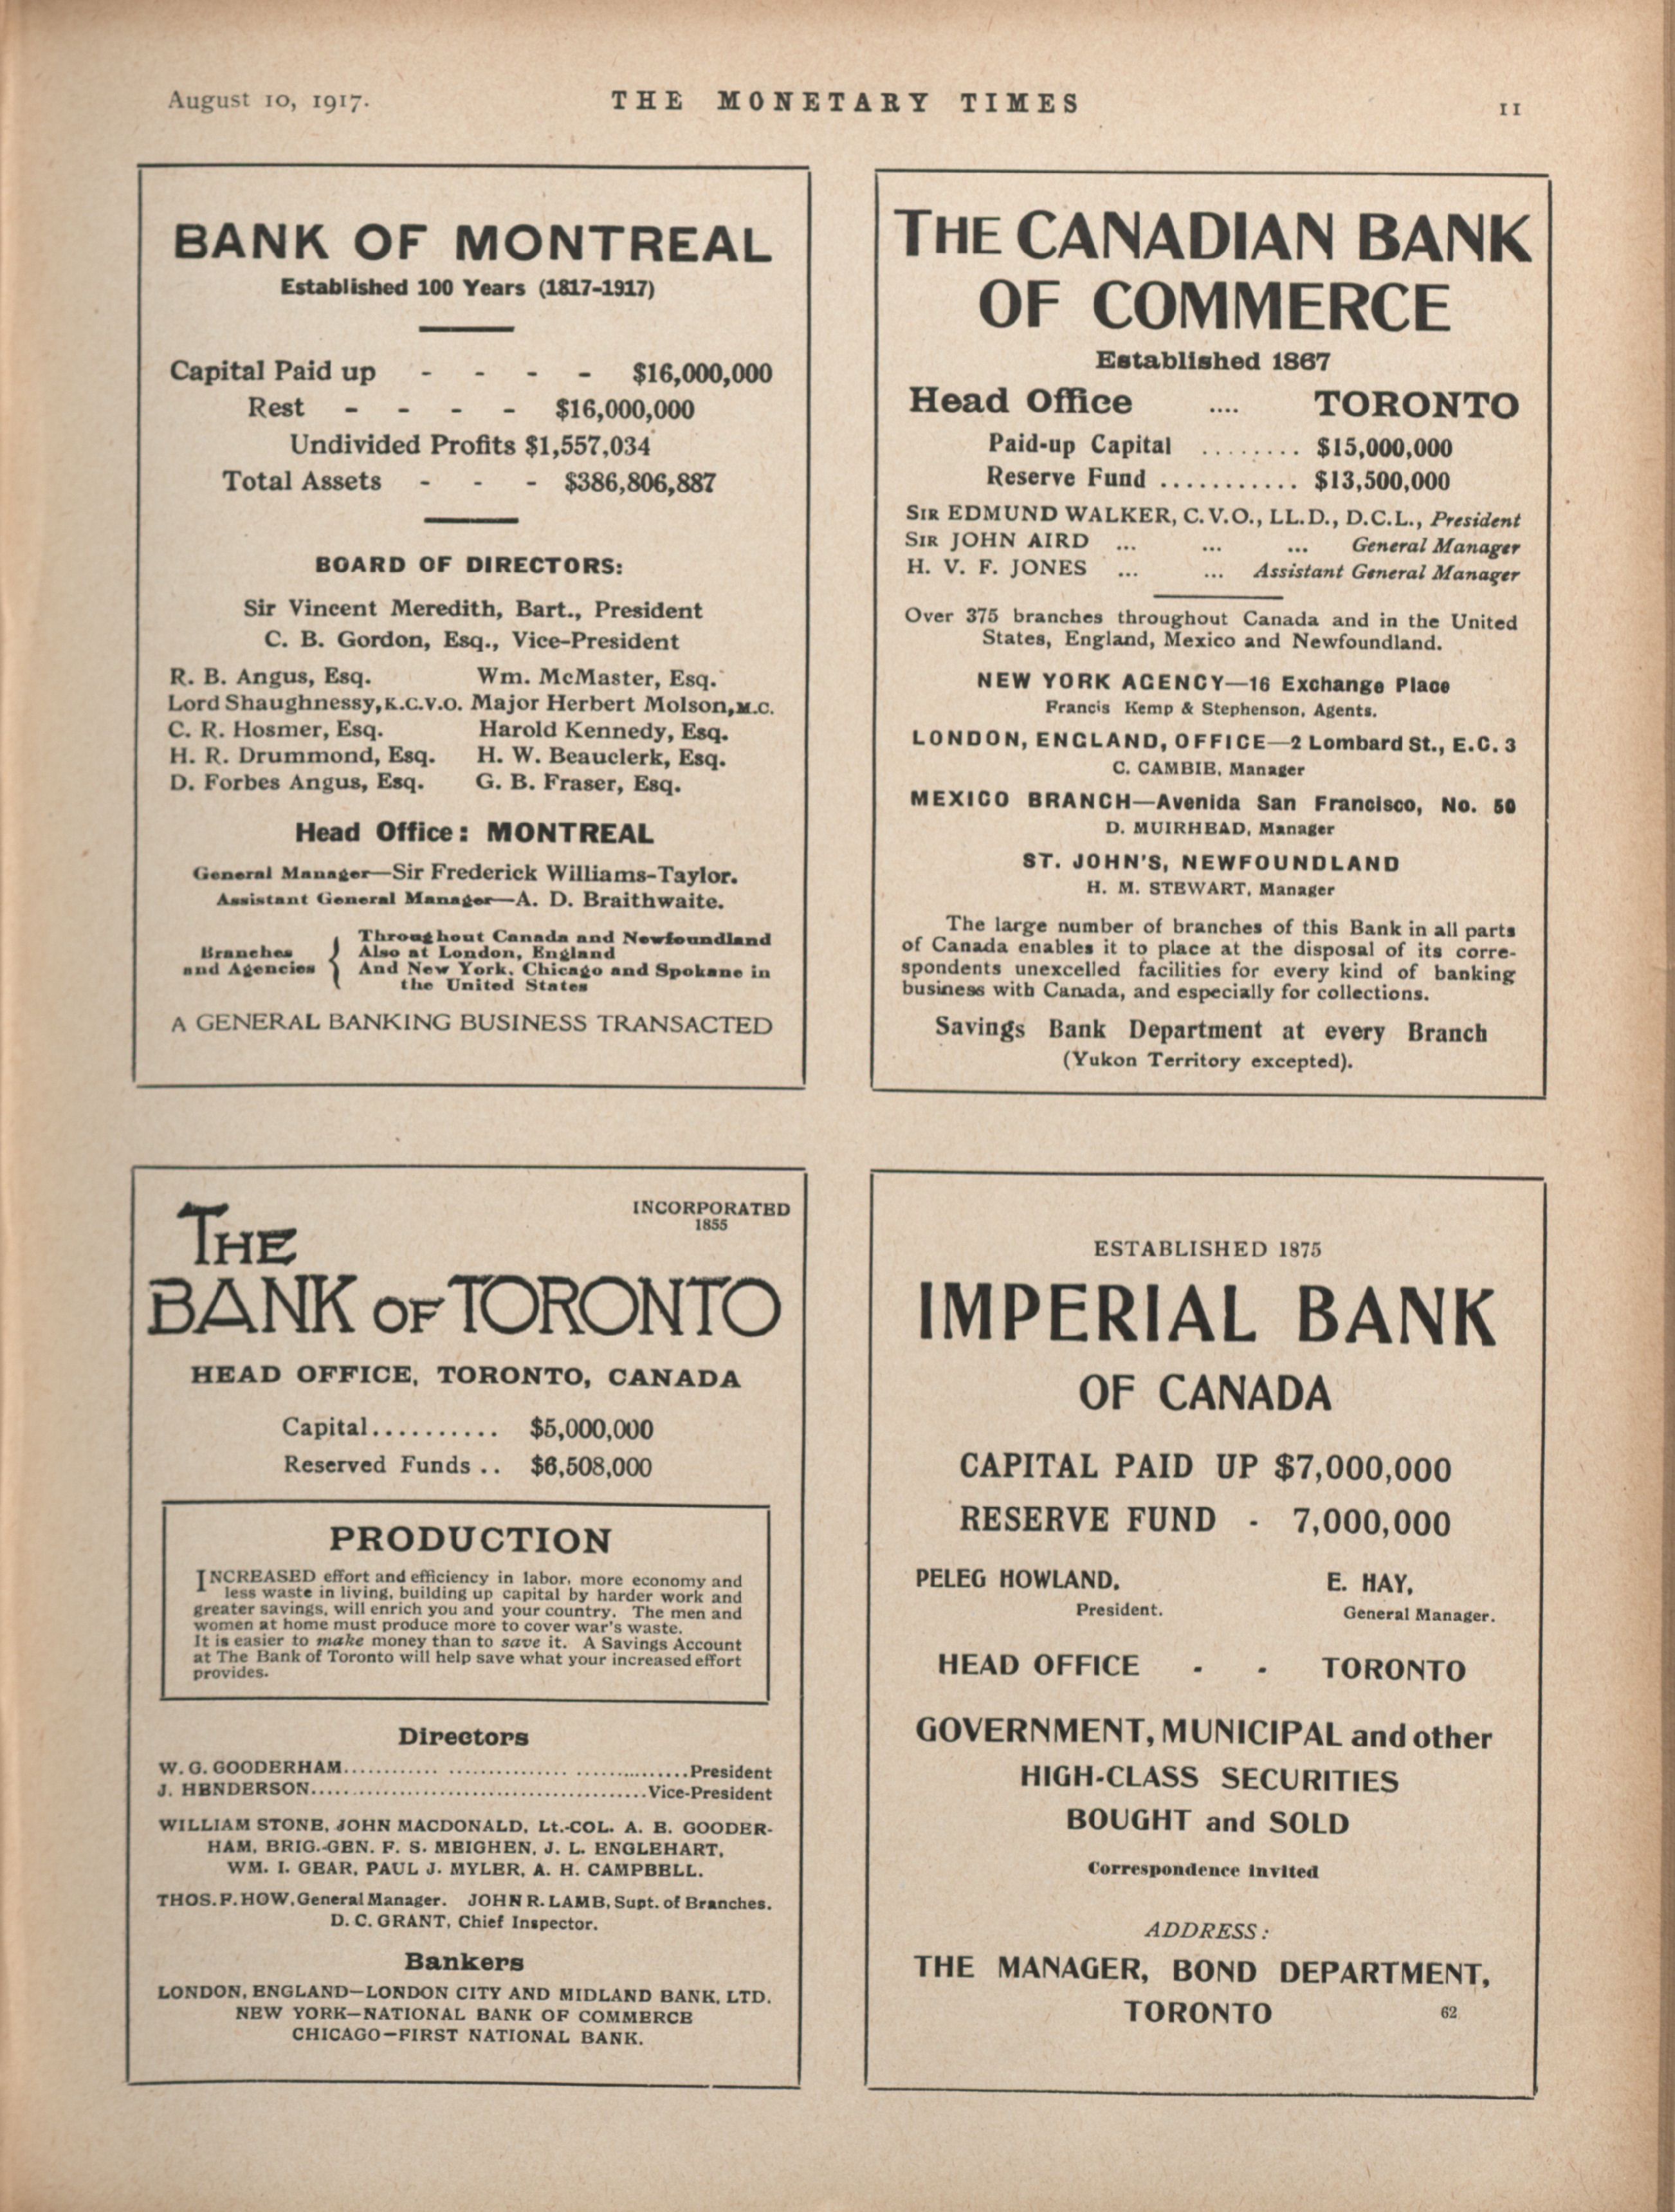 August 10, 1917. THE MONETARY TIMES 11
BANK OF MONTREAL
Established 100 Years (1817-1917)
Capital Paid up - - - - $16,000,000
Rest - - - - $16,000,000
Undivided Profits $1,557,034
Total Assets - - - $386,806,887
BOARD OF DIRECTORS:
Sir Vincent Meredith, Bart., President
C. B. Gordon, Esq., Vice-President
R. B. Angus, Esq. Wm. McMaster, Esq.
Lord Shaughnessy, K.C.V.O. Major Herbert Molson, M.C.
C. R. Hosmer, Esq. Harold Kennedy, Esq.
H. R. Drummond, Esq. H. W. Beauclerk, Esq.
D. Forbes Angus, Esq. G. B. Fraser, Esq.
Head Office: MONTREAL
General Manager—Sir Frederick Williams-Taylor.
Assistant General Manager—A. D. Braithwaite.
Branches and Agencies { Throughout Canada and Newfoundland
Also at London, England
And New York, Chicago and Spokane in
the United States
A GENERAL BANKING BUSINESS TRANSACTED
THE CANADIAN BANK
OF COMMERCE
Established 1867
Head Office .... TORONTO
Paid-up Capital ........ $15,000,000
Reserve Fund ........... $13,500,000
SIR EDMUND WALKER, C.V.O., LL.D., D.C.L., President
SIR JOHN AIRD ... ... ... General Manager
H. V. F. JONES ... ... Assistant General Manager
Over 375 branches throughout Canada and in the United
States, England, Mexico and Newfoundland.
NEW YORK AGENCY—16 Exchange Place
Francis Kemp & Stephenson, Agents.
LONDON, ENGLAND, OFFICE—2 Lombard St., E.C. 3
C. CAMBIE, Manager
MEXICO BRANCH—Avenida San Francisco, No. 50
D. MUIRHEAD, Manager
ST. JOHN'S, NEWFOUNDLAND
H. M. STEWART, Manager
The large number of branches of this Bank in all parts
of Canada enables it to place at the disposal of its corre-
spondents unexcelled facilities for every kind of banking
business with Canada, and especially for collections.
Savings Bank Department at every Branch
(Yukon Territory excepted).
INCORPORATED
1855
THE
BANK OF TORONTO
HEAD OFFICE, TORONTO, CANADA
Capital.......... $5,000,000
Reserved Funds .. $6,508,000
PRODUCTION
INCREASED effort and efficiency in labor, more economy and
less waste in living, building up capital by harder work and
greater savings, will enrich you and your country. The men and
women at home must produce more to cover war's waste.
It is easier to make money than to save it. A Savings Account
at The Bank of Toronto will help save what your increased effort
provides.
Directors
W. G. GOODERHAM........................................President
J. HENDERSON........................................Vice-President
WILLIAM STONE, JOHN MACDONALD, Lt.-COL. A. E. GOODER-
HAM, BRIG.-GEN. F. S. MEIGHEN, J. L. ENGLEHART,
WM. I. GEAR, PAUL J. MYLER, A. H. CAMPBELL.
THOS. F. HOW, General Manager. JOHN R. LAMB, Supt. of Branches.
D. C. GRANT, Chief Inspector.
Bankers
LONDON, ENGLAND—LONDON CITY AND MIDLAND BANK, LTD.
NEW YORK—NATIONAL BANK OF COMMERCE
CHICAGO—FIRST NATIONAL BANK.
ESTABLISHED 1875
IMPERIAL BANK
OF CANADA
CAPITAL PAID UP $7,000,000
RESERVE FUND - 7,000,000
PELEG HOWLAND, E. HAY,
President. General Manager.
HEAD OFFICE - - TORONTO
GOVERNMENT, MUNICIPAL and other
HIGH-CLASS SECURITIES
BOUGHT and SOLD
Correspondence invited
ADDRESS:
THE MANAGER, BOND DEPARTMENT,
TORONTO 62